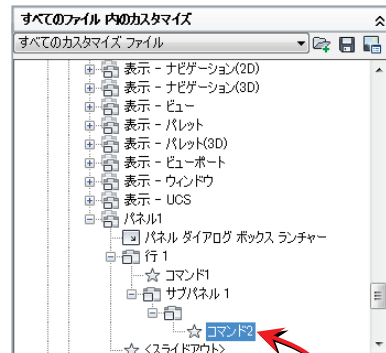 すべてのファイル 内のカスタマイズ
すべてのカスタマイズ ファイル
表示 - ナビゲーション(2D)
表示 - ナビゲーション(3D)
表示 - ビュー
表示 - パレット
表示 - パレット(3D)
表示 - ビューポート
表示 - ウィンドウ
表示 - UCS
パネル1
パネル ダイアログ ボックス ランチャー
行 1
コマンド1
サブパネル 1
コマンド2
<スライドアウト>